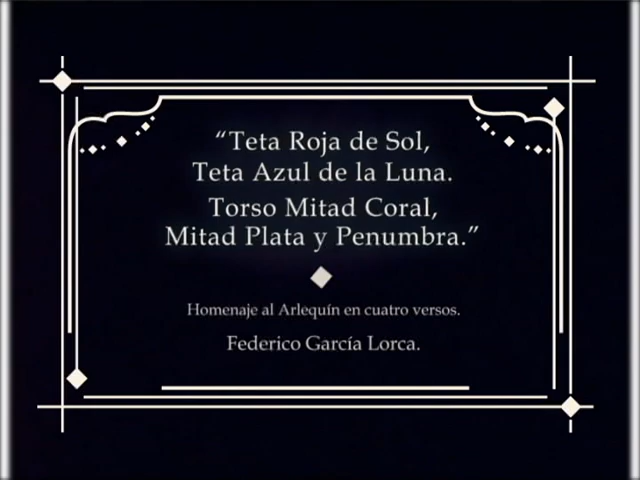 “Teta Roja de Sol,
Teta Azul de la Luna.
Torso Mitad Coral,
Mitad Plata y Penumbra.”
Homenaje al Arlequín en cuatro versos.
Federico García Lorca.